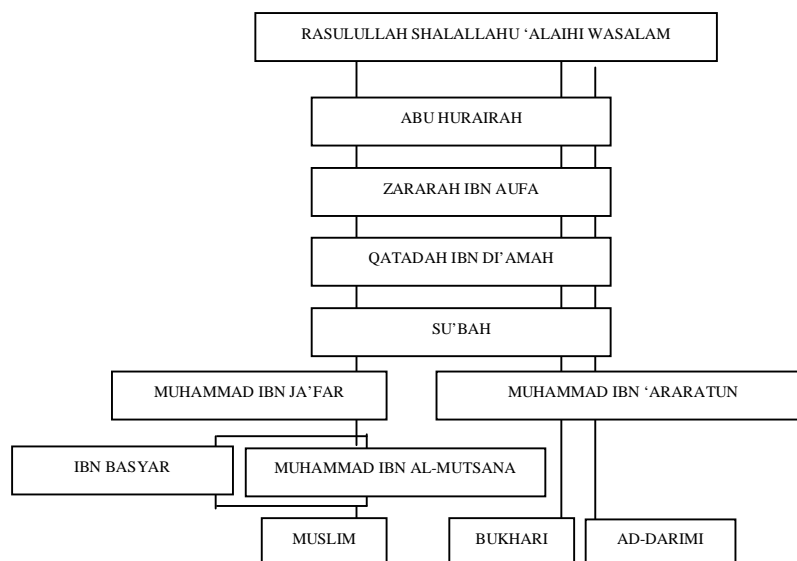 RASULULLAH SHALALLAHU ‘ALAIHI WASALAM
ABU HURAIRAH
ZARARAH IBN AUFA
QATADAH IBN DI’AMAH
SU’BAH
MUHAMMAD IBN JA’FAR
MUHAMMAD IBN ‘ARARATUN
IBN BASYAR
MUHAMMAD IBN AL-MUTSANA
MUSLIM
BUKHARI
AD-DARIMI